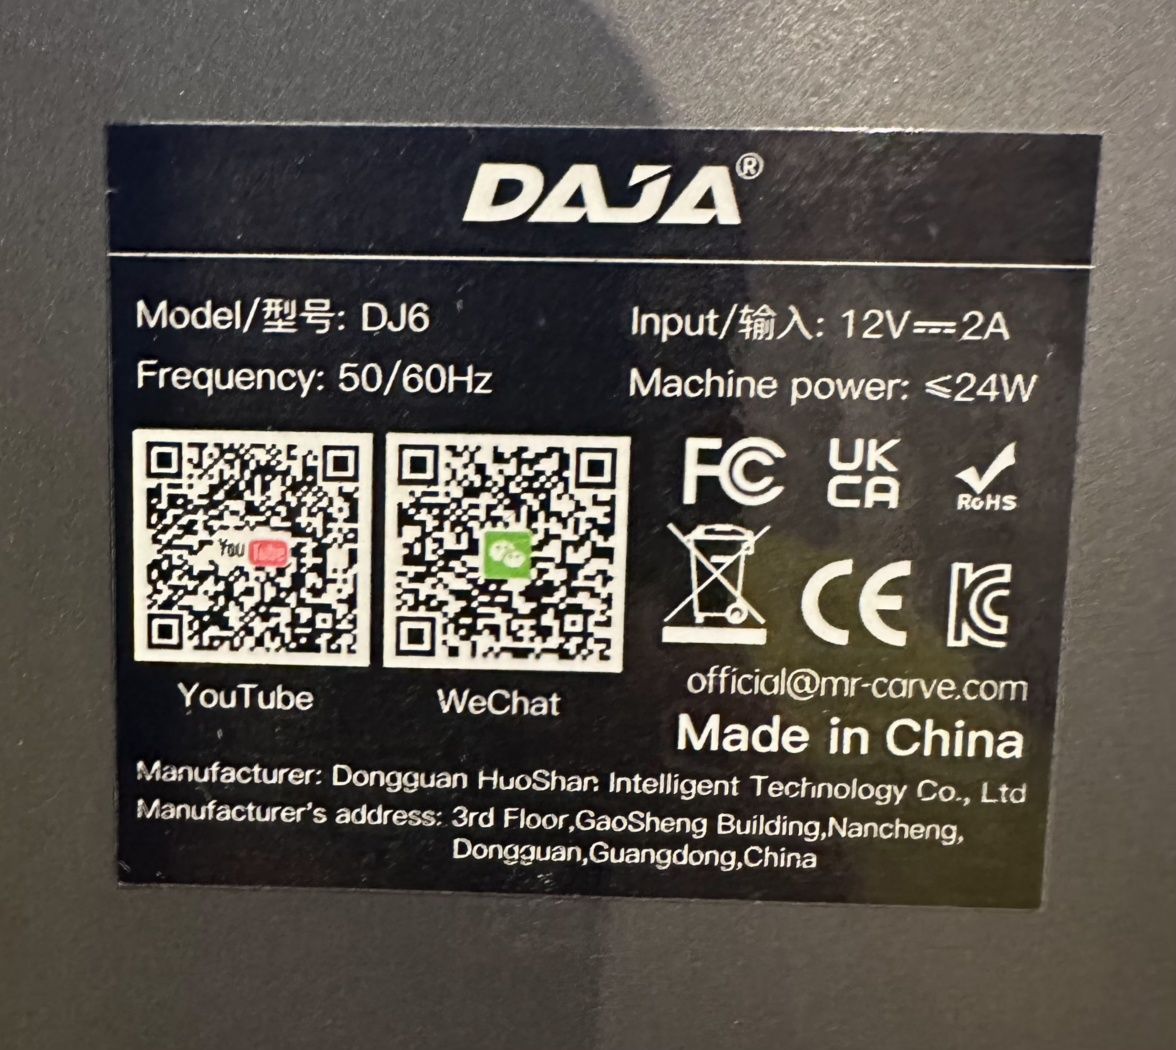 DAJA®
Model/型号: DJ6
Input/输入: 12V⎓2A
Frequency: 50/60Hz
Machine power: ⩽24W
You Tube
FC
UK
CA
RoHS
CE
YouTube
WeChat
official@mr-carve.com
Made in China
Manufacturer: Dongguan HuoShan Intelligent Technology Co., Ltd
Manufacturer's address: 3rd Floor,GaoSheng Building,Nancheng,
Dongguan,Guangdong,China